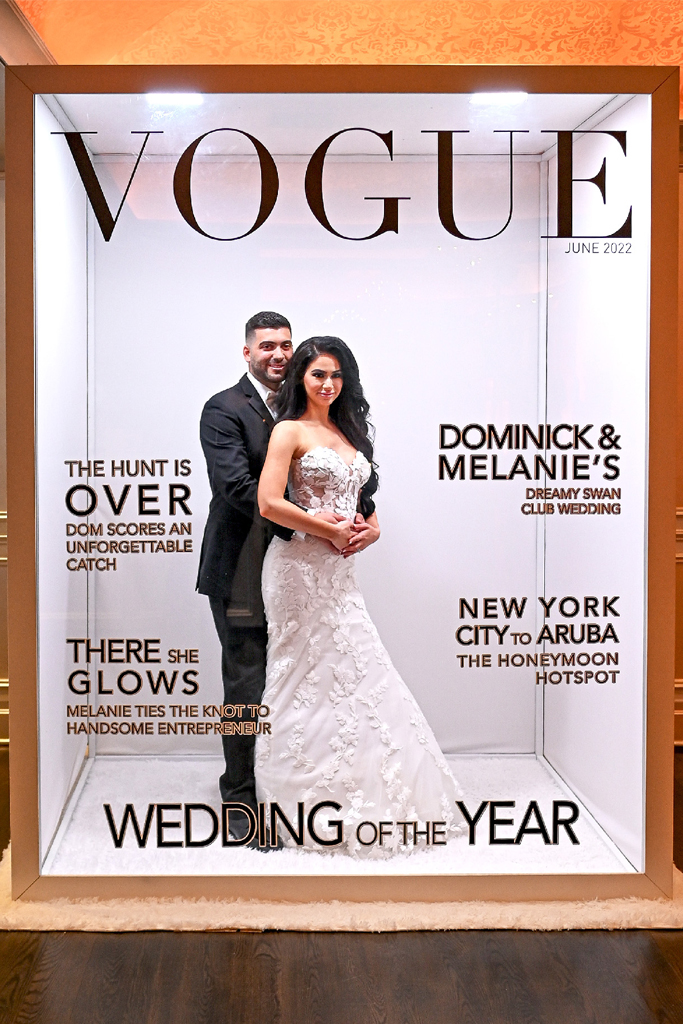 VOGUE
JUNE 2022
THE HUNT IS
OVER
DOM SCORES AN
UNFORGETTABLE
CATCH
DOMINICK &
MELANIE'S
DREAMY SWAN
CLUB WEDDING
THERE SHE
GLOWS
MELANIE TIES THE KNOT TO
HANDSOME ENTREPRENEUR
NEW YORK
CITY TO ARUBA
THE HONEYMOON
HOTSPOT
WEDDING OF THE YEAR